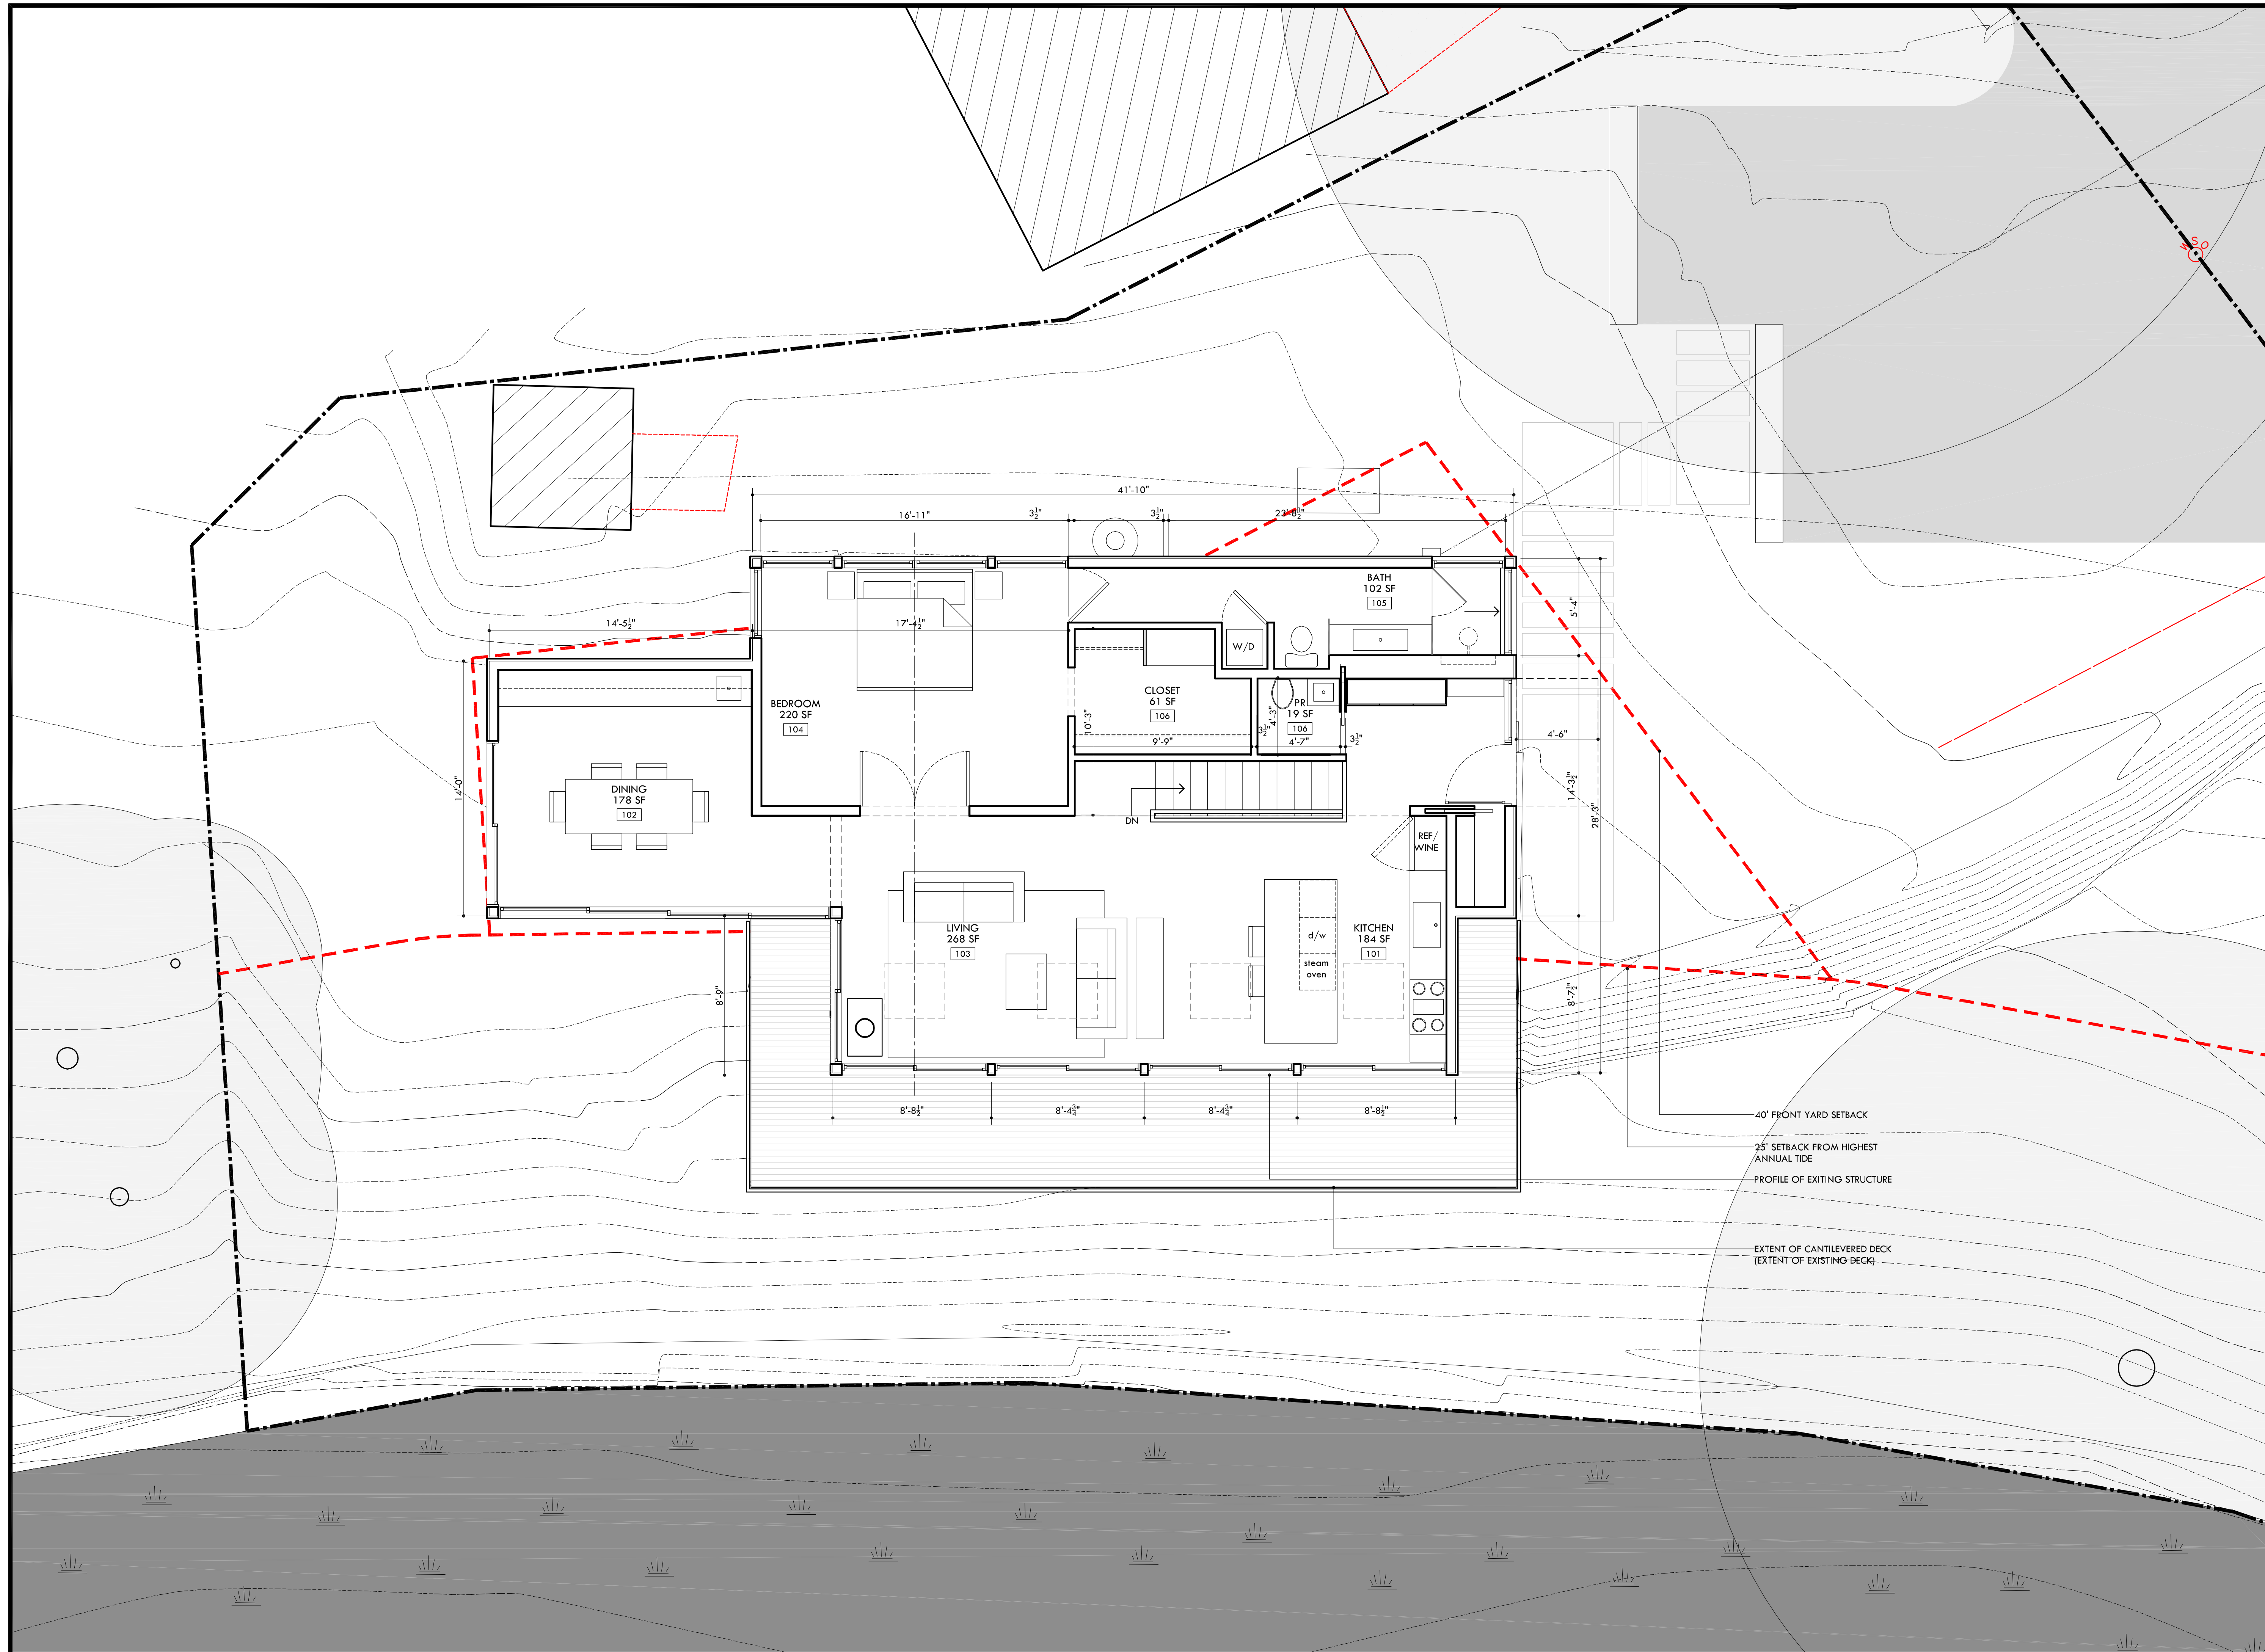 W S O
41'-10"
16'-11"
3½"
3½"
22'-8½"
BATH
102 SF
105
5'-4"
14'-5½"
17'-4½"
W/D
BEDROOM
220 SF
104
CLOSET
61 SF
106
PR
19 SF
106
10'-3"
4'-3"
3½"
9'-9"
4'-7"
3½"
4'-6"
14'-0"
DINING
178 SF
102
14'-3½"
28'-3"
DN
REF/
WINE
LIVING
268 SF
103
d/w
steam
oven
KITCHEN
184 SF
101
8'-9"
8'-7½"
8'-8½"
8'-4¾"
8'-4¾"
8'-8½"
40' FRONT YARD SETBACK
25' SETBACK FROM HIGHEST
ANNUAL TIDE
PROFILE OF EXITING STRUCTURE
EXTENT OF CANTILEVERED DECK
(EXTENT OF EXISTING DECK)